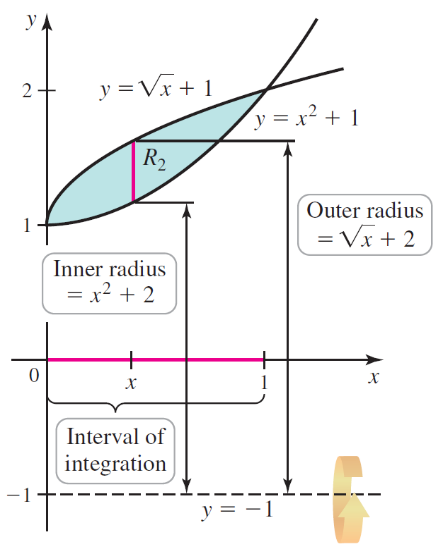 y
2
y = √x + 1
y = x² + 1
R₂
1
Outer radius
= √x + 2
Inner radius
= x² + 2
0
x
1
x
Interval of
integration
−1
y = −1